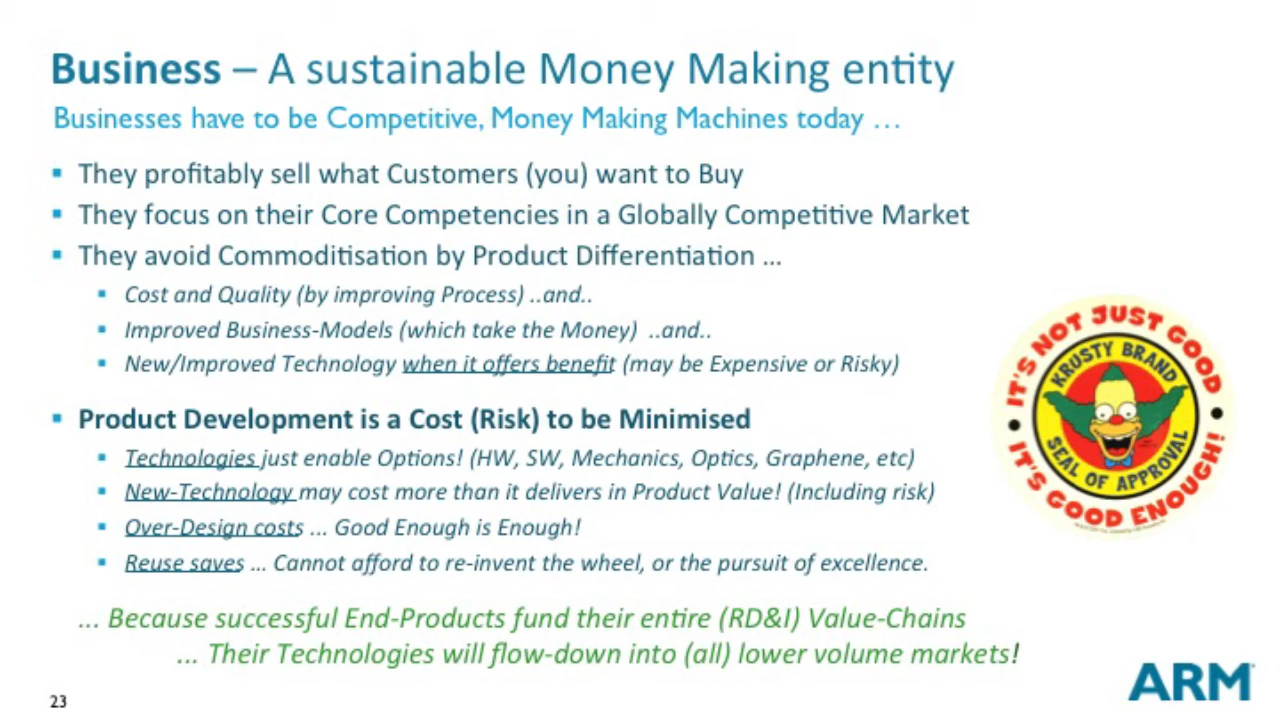 Business – A sustainable Money Making entity
Businesses have to be Competitive, Money Making Machines today …
▪ They profitably sell what Customers (you) want to Buy
▪ They focus on their Core Competencies in a Globally Competitive Market
▪ They avoid Commoditisation by Product Differentiation …
▪ Cost and Quality (by improving Process) ..and..
▪ Improved Business-Models (which take the Money) ..and..
▪ New/Improved Technology when it offers benefit (may be Expensive or Risky)
▪ Product Development is a Cost (Risk) to be Minimised
▪ Technologies just enable Options! (HW, SW, Mechanics, Optics, Graphene, etc)
▪ New-Technology may cost more than it delivers in Product Value! (Including risk)
▪ Over-Design costs ... Good Enough is Enough!
▪ Reuse saves … Cannot afford to re-invent the wheel, or the pursuit of excellence.
... Because successful End-Products fund their entire (RD&I) Value-Chains
... Their Technologies will flow-down into (all) lower volume markets!
IT'S NOT JUST GOOD
KRUSTY BRAND
SEAL OF APPROVAL
IT'S GOOD ENOUGH!
23
ARM